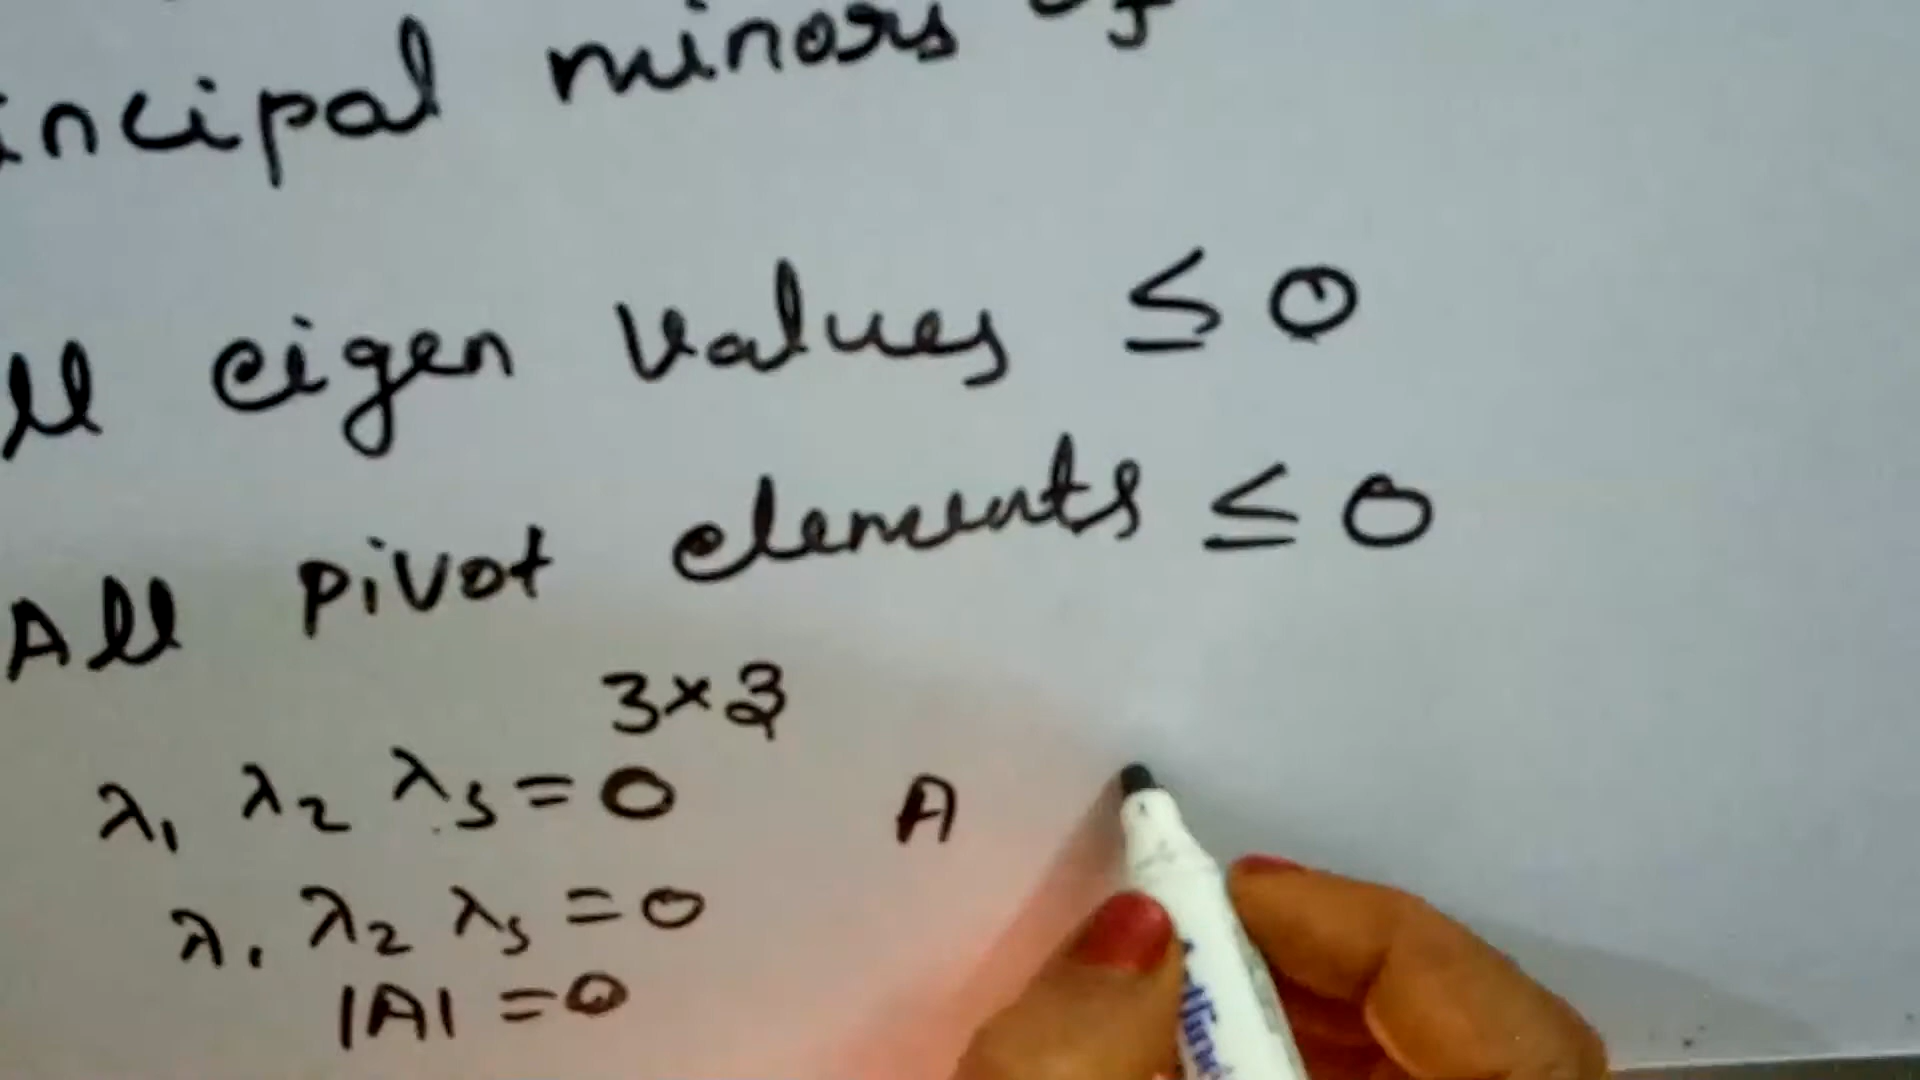 incipal minors of
ll eigen values ≤ 0
All pivot elements ≤ 0
3×3
λ₁ λ₂ λ₃ = 0 A
λ₁ λ₂ λ₃ = 0
|A| = 0